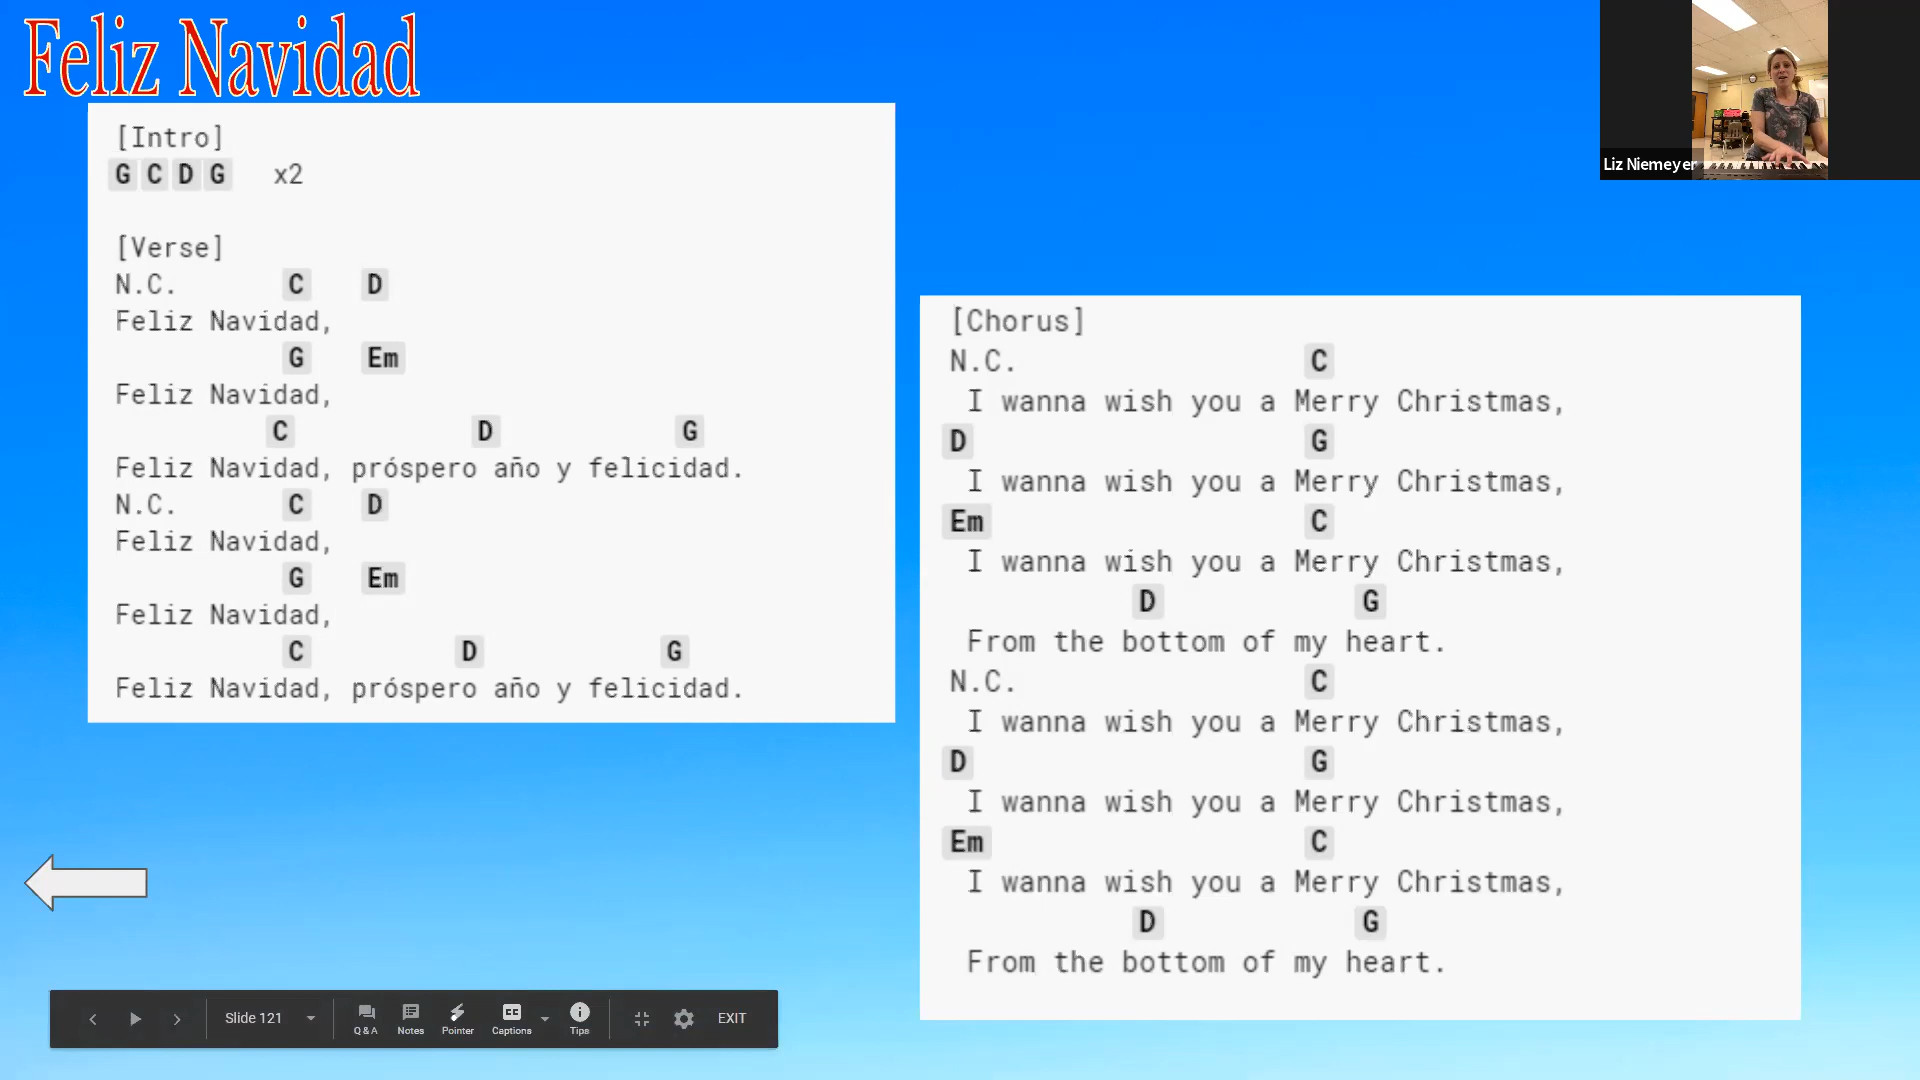 Feliz Navidad
[Intro]
G C D G x2
[Verse]
N.C. C D
Feliz Navidad,
G Em
Feliz Navidad,
C D G
Feliz Navidad, próspero año y felicidad.
N.C. C D
Feliz Navidad,
G Em
Feliz Navidad,
C D G
Feliz Navidad, próspero año y felicidad.
[Chorus]
N.C. C
I wanna wish you a Merry Christmas,
D G
I wanna wish you a Merry Christmas,
Em C
I wanna wish you a Merry Christmas,
D G
From the bottom of my heart.
N.C. C
I wanna wish you a Merry Christmas,
D G
I wanna wish you a Merry Christmas,
Em C
I wanna wish you a Merry Christmas,
D G
From the bottom of my heart.
Liz Niemeyer
Slide 121
Q & A Notes Pointer CC Captions Tips EXIT